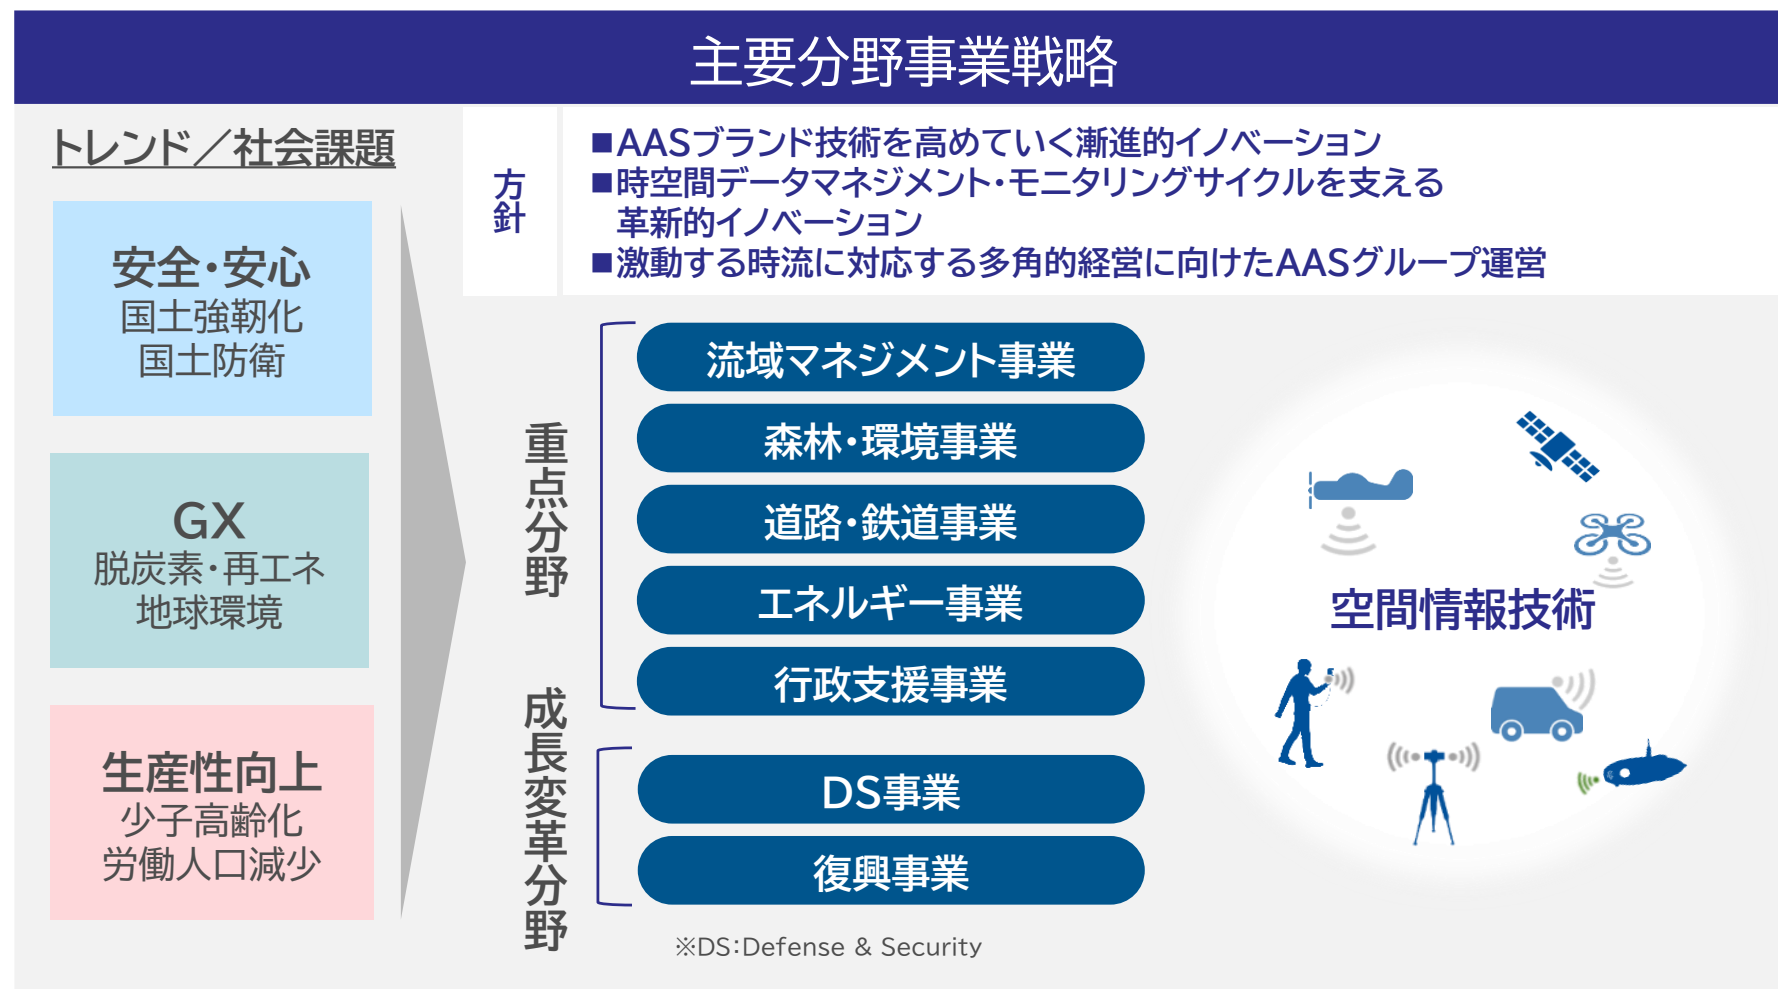 主要分野事業戦略
トレンド／社会課題
安全・安心
国土強靭化
国土防衛
GX
脱炭素・再エネ
地球環境
生産性向上
少子高齢化
労働人口減少
方針
■AASブランド技術を高めていく漸進的イノベーション
■時空間データマネジメント・モニタリングサイクルを支える
革新的イノベーション
■激動する時流に対応する多角的経営に向けたAASグループ運営
重点分野
流域マネジメント事業
森林・環境事業
道路・鉄道事業
エネルギー事業
行政支援事業
成長変革分野
DS事業
復興事業
※DS：Defense & Security
空間情報技術